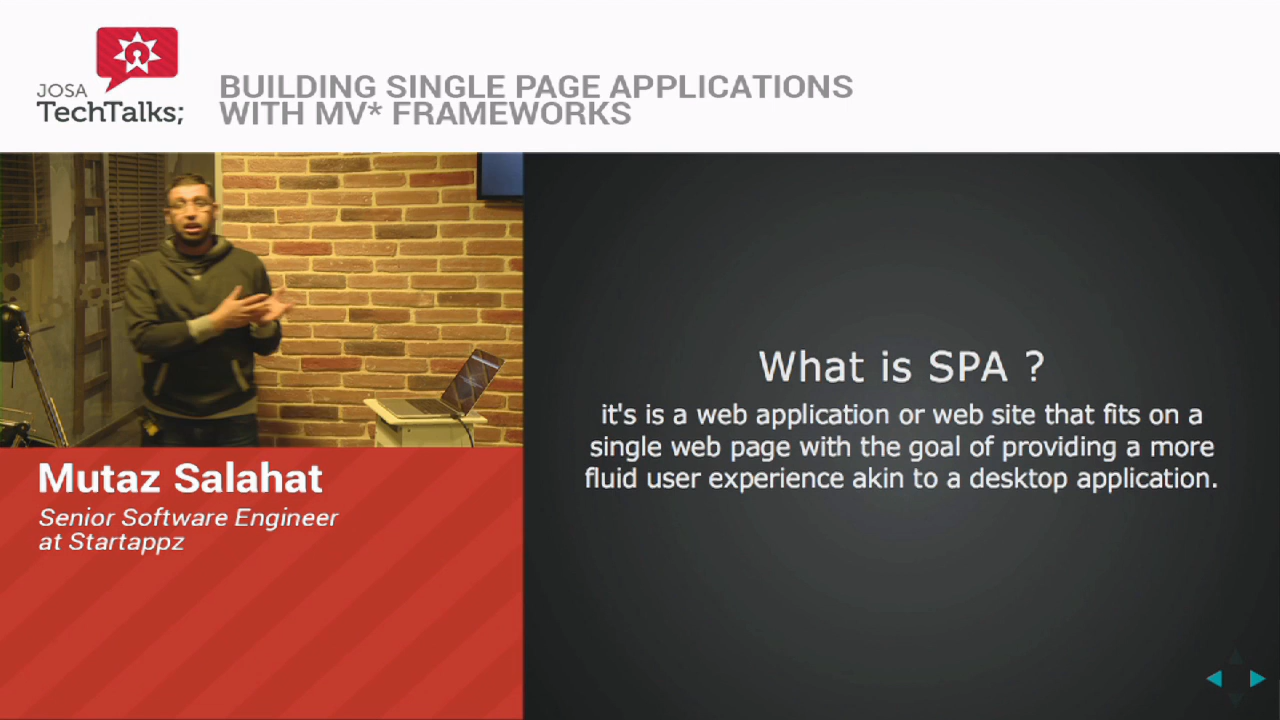 JOSA
TechTalks;
BUILDING SINGLE PAGE APPLICATIONS
WITH MV* FRAMEWORKS
Mutaz Salahat
Senior Software Engineer
at Startappz
What is SPA ?
it's is a web application or web site that fits on a
single web page with the goal of providing a more
fluid user experience akin to a desktop application.